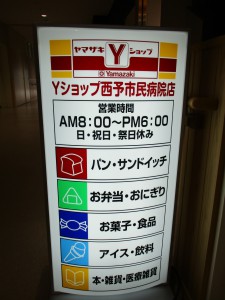 ヤマザキ Y ショップ
Yamazaki
Yショップ西予市民病院店
営業時間
AM8:00～PM6:00
日・祝日・祭日休み
パン・サンドイッチ
お弁当・おにぎり
お菓子・食品
アイス・飲料
本・雑貨・医療雑貨